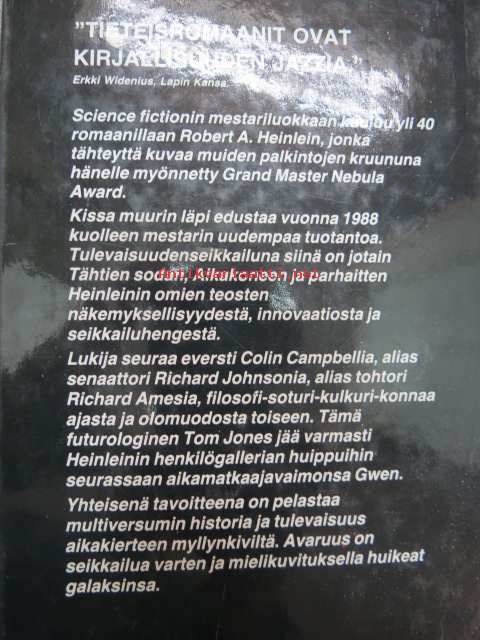 "TIETEISROMAANIT OVAT
KIRJALLISUUDEN JAZZIA."
Erkki Widenius, Lapin Kansa.
Science fictionin mestariluokkaan kuuluu yli 40
romaanillaan Robert A. Heinlein, jonka
tähteyttä kuvaa muiden palkintojen kruununa
hänelle myönnetty Grand Master Nebula
Award.
Kissa muurin läpi edustaa vuonna 1988
kuolleen mestarin uudempaa tuotantoa.
Tulevaisuudenseikkailuna siinä on jotain
Tähtien sodan, ja parhaitten
Heinleinin omien teosten
näkemyksellisyydestä, innovaatiosta ja
seikkailuhengestä.
Lukija seuraa eversti Colin Campbellia, alias
senaattori Richard Johnsonia, alias tohtori
Richard Amesia, filosofi-soturi-kulkuri-konnaa
ajasta ja olomuodosta toiseen. Tämä
futurologinen Tom Jones jää varmasti
Heinleinin henkilögallerian huippuihin
seurassaan aikamatkaajavaimonsa Gwen.
Yhteisenä tavoitteena on pelastaa
multiversumin historia ja tulevaisuus
aikakierteen myllynkiviltä. Avaruus on
seikkailua varten ja mielikuvituksella huikeat
galaksinsa.